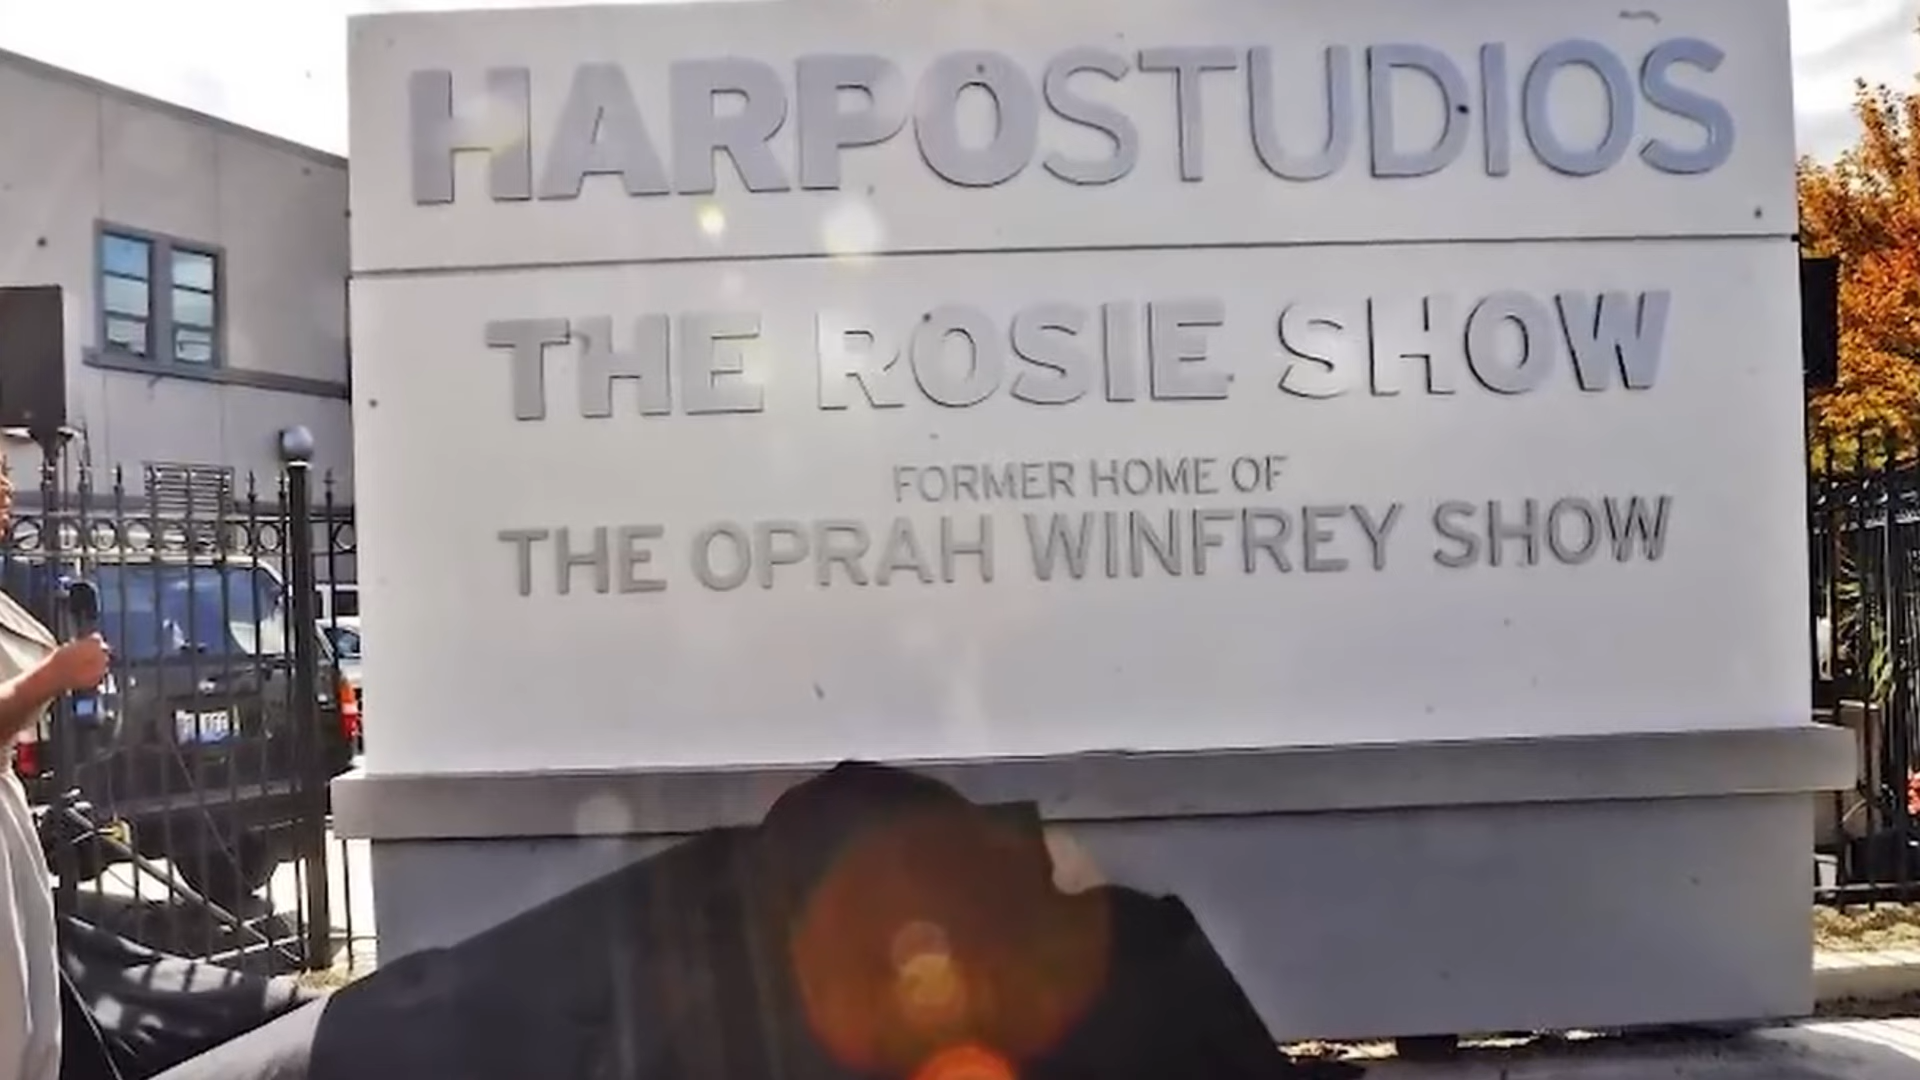 HARPOSTUDIOS
THE ROSIE SHOW
FORMER HOME OF
THE OPRAH WINFREY SHOW